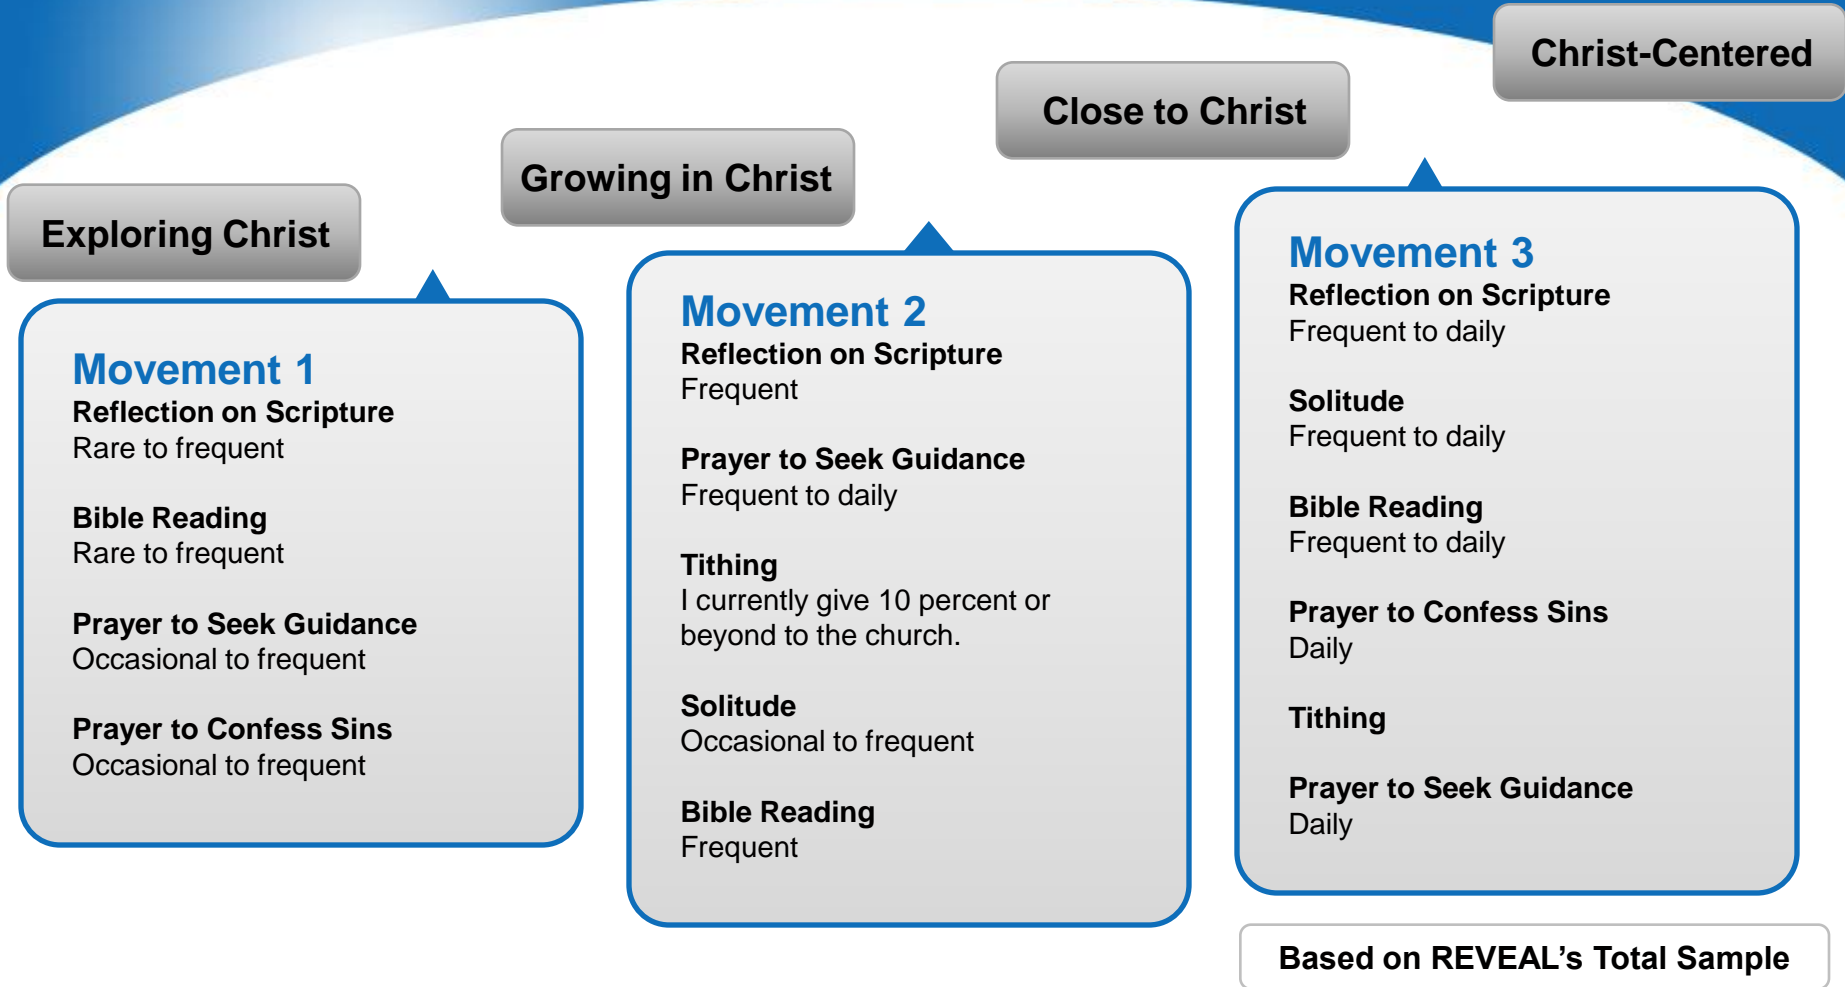 Exploring Christ
Growing in Christ
Close to Christ
Christ-Centered
Movement 1
Reflection on Scripture
Rare to frequent
Bible Reading
Rare to frequent
Prayer to Seek Guidance
Occasional to frequent
Prayer to Confess Sins
Occasional to frequent
Movement 2
Reflection on Scripture
Frequent
Prayer to Seek Guidance
Frequent to daily
Tithing
I currently give 10 percent or
beyond to the church.
Solitude
Occasional to frequent
Bible Reading
Frequent
Movement 3
Reflection on Scripture
Frequent to daily
Solitude
Frequent to daily
Bible Reading
Frequent to daily
Prayer to Confess Sins
Daily
Tithing
Prayer to Seek Guidance
Daily
Based on REVEAL’s Total Sample